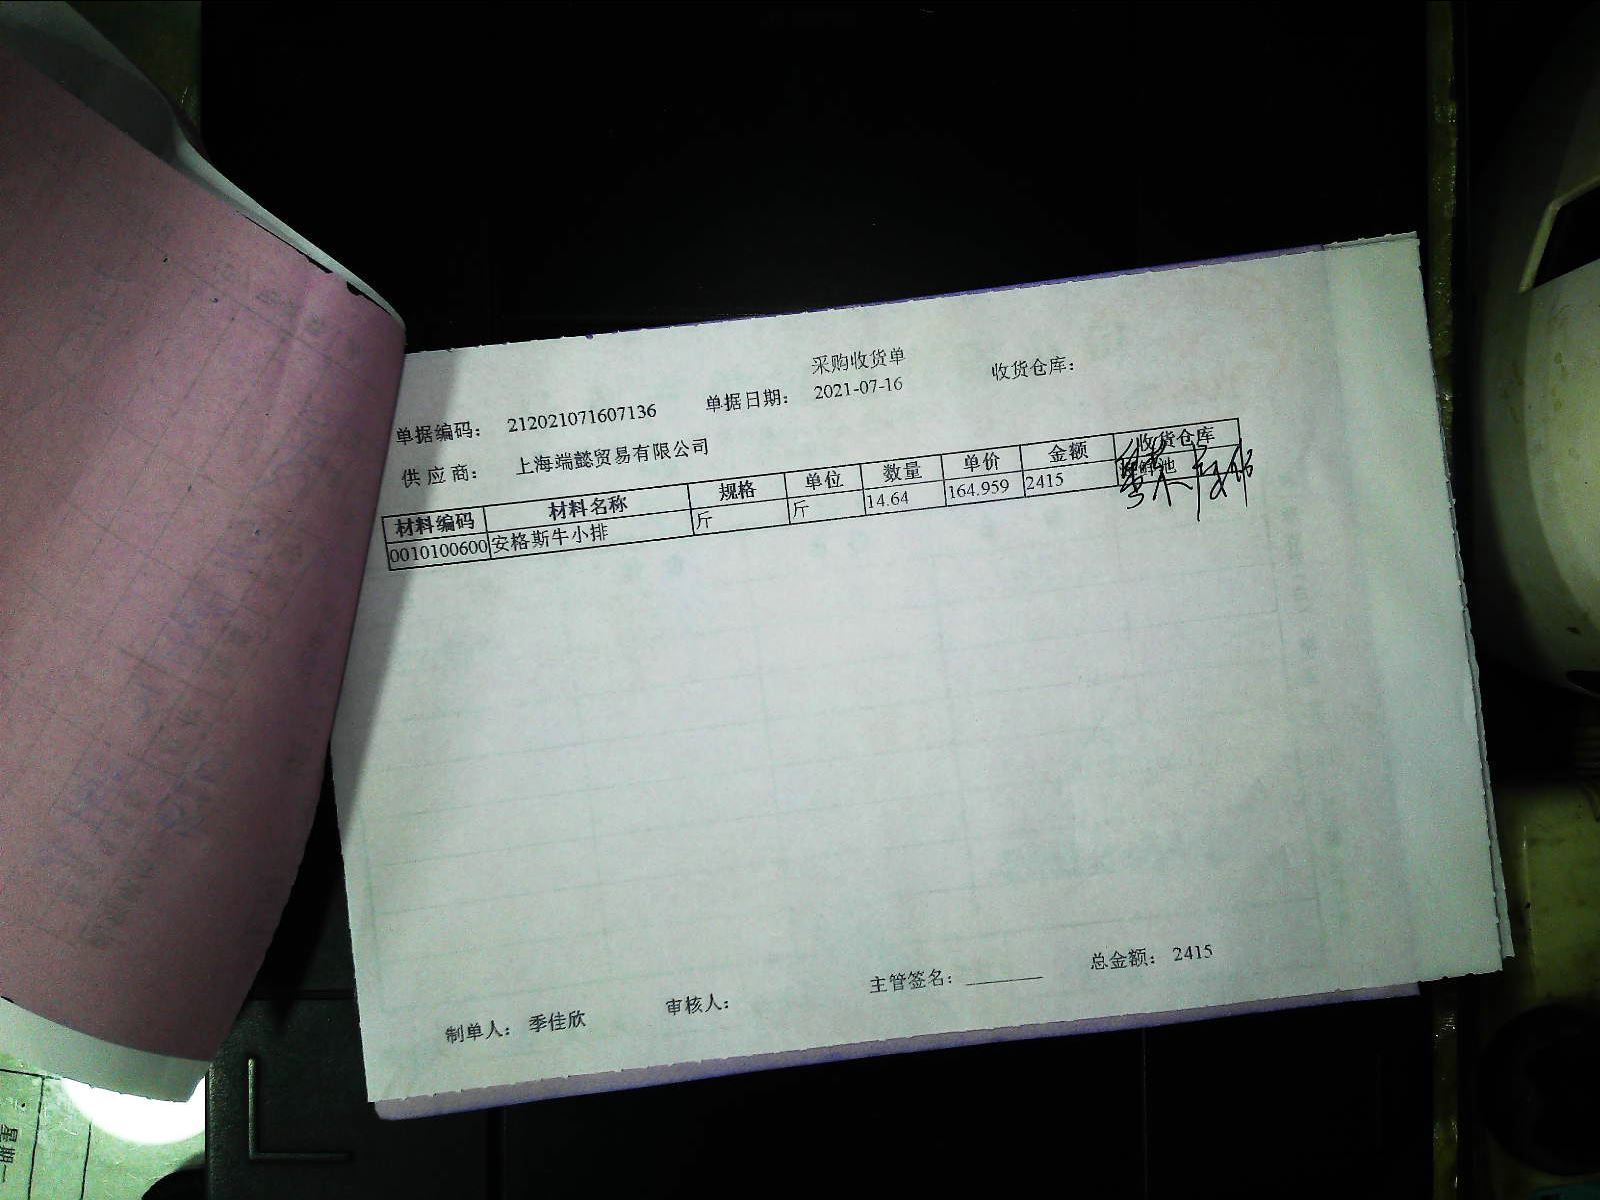 采购收货单
单据编码: 212021071607136 单据日期: 2021-07-16 收货仓库:
供应商: 上海端懿贸易有限公司
材料编码 材料名称 规格 单位 数量 单价 金额 收货仓库
0010100600 安格斯牛小排 斤 斤 14.64 164.959 2415
制单人: 季佳欣 审核人: 主管签名: 总金额: 2415
星期一